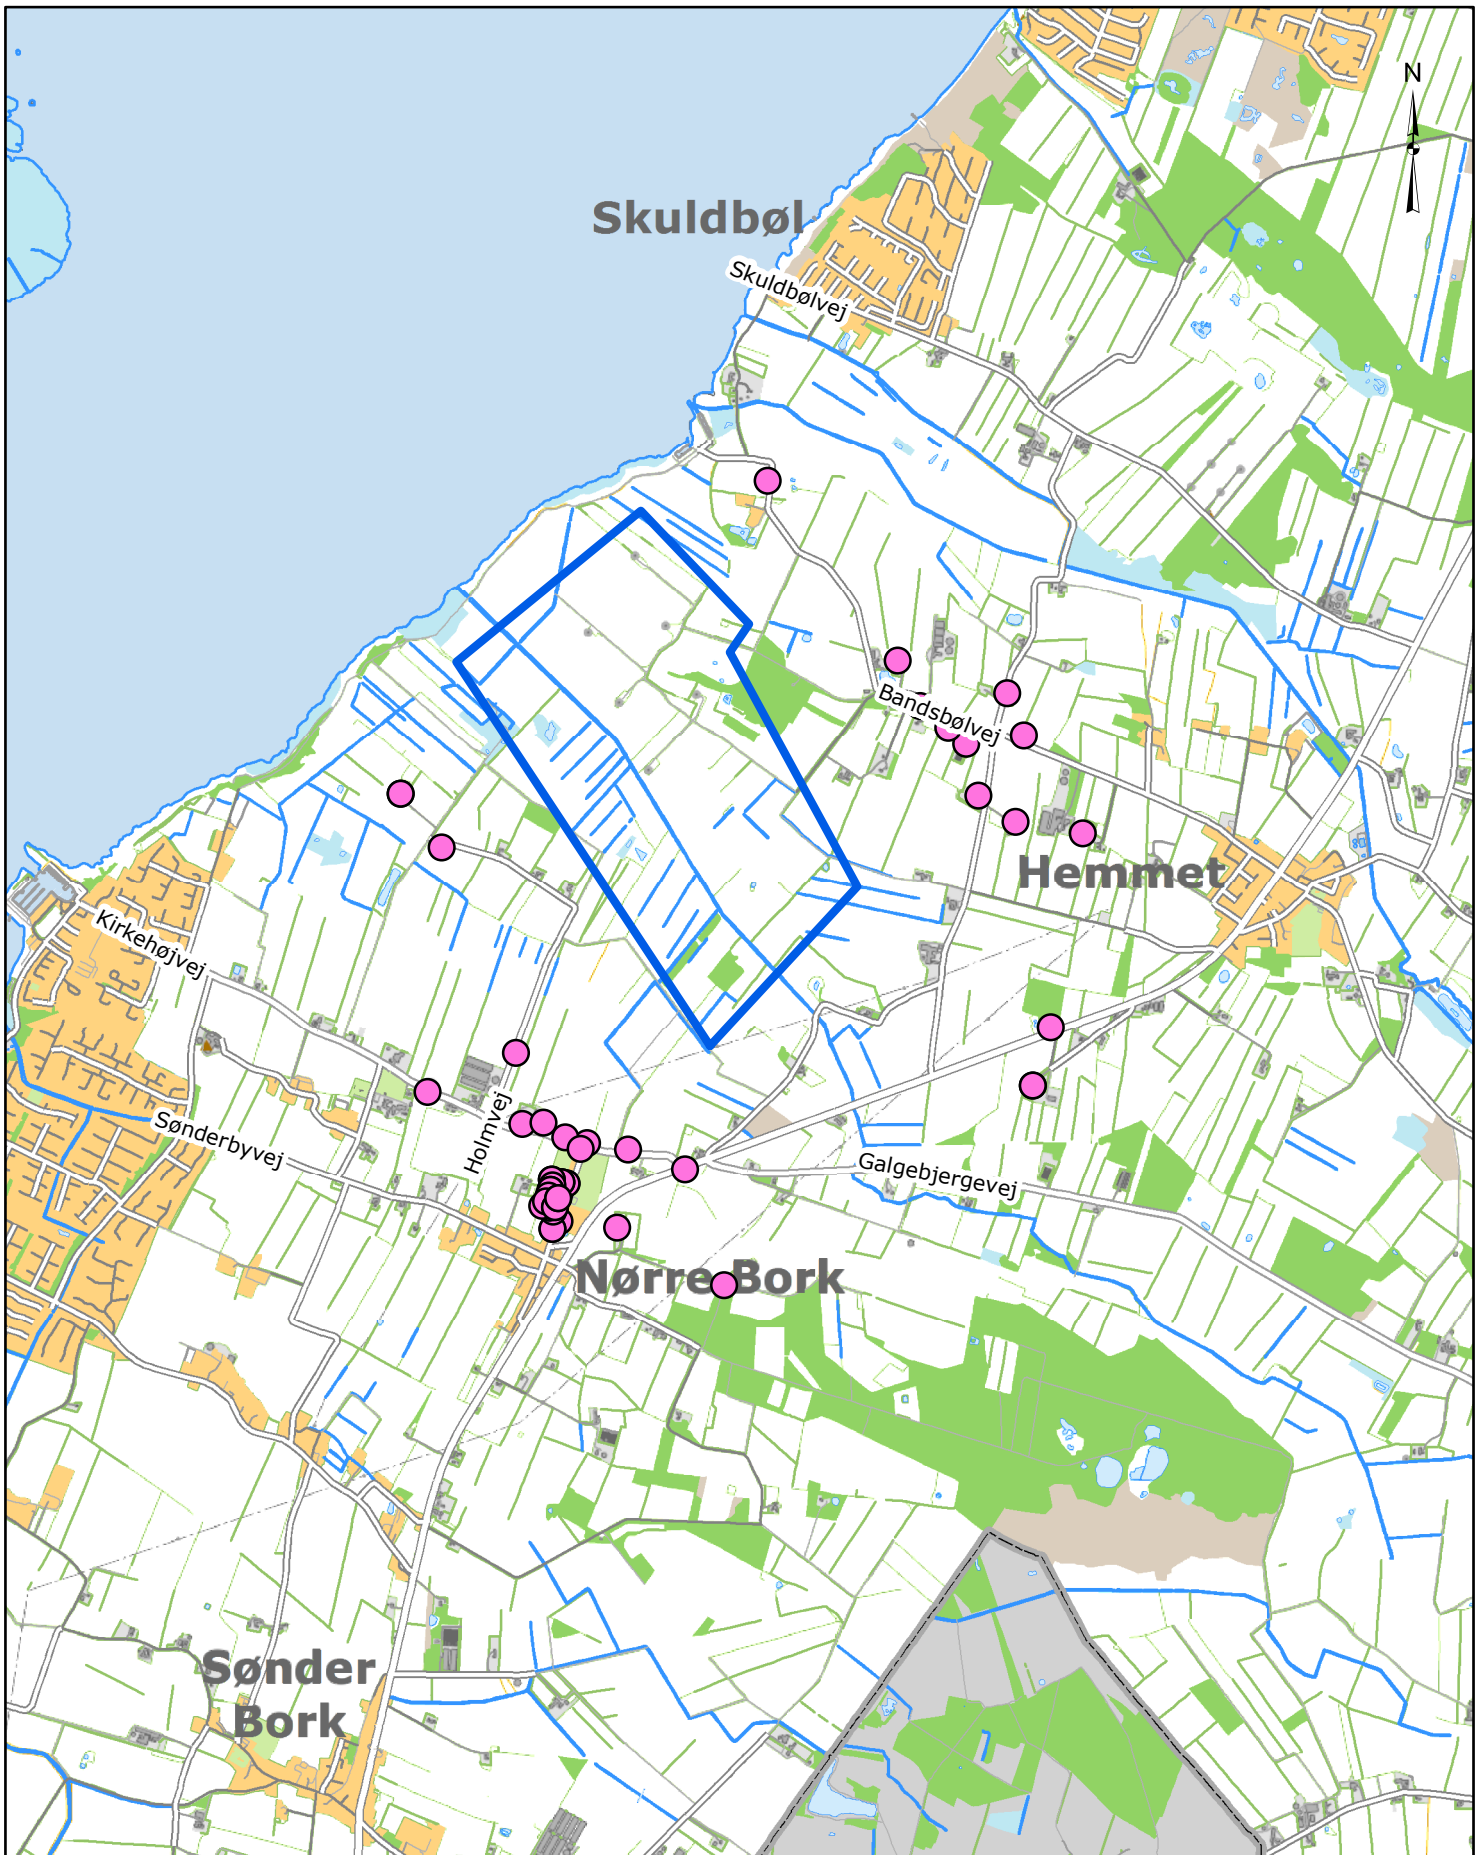 N
Skuldbøl
Skuldbølvej
Bandsbølvej
Hemmet
Kirkehøjvej
Holmvej
Sønderbyvej
Galgebjergevej
Nørre Bork
Sønder
Bork